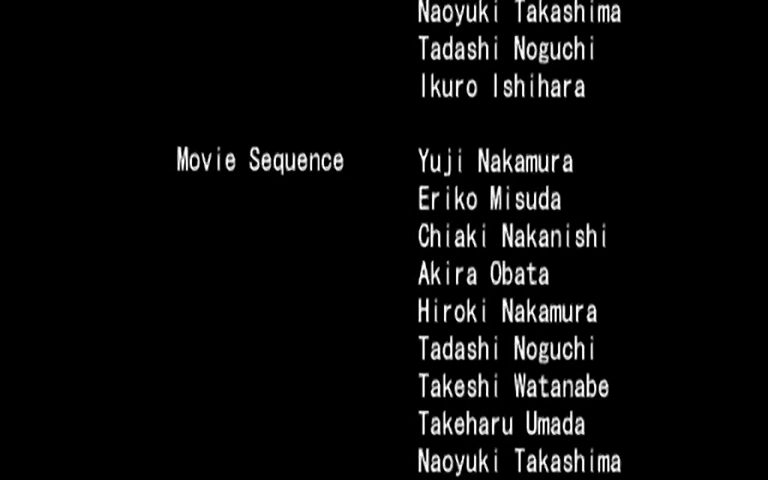 Naoyuki Takashima
Tadashi Noguchi
Ikuro Ishihara
Movie Sequence Yuji Nakamura
Eriko Misuda
Chiaki Nakanishi
Akira Obata
Hiroki Nakamura
Tadashi Noguchi
Takeshi Watanabe
Takeharu Umada
Naoyuki Takashima